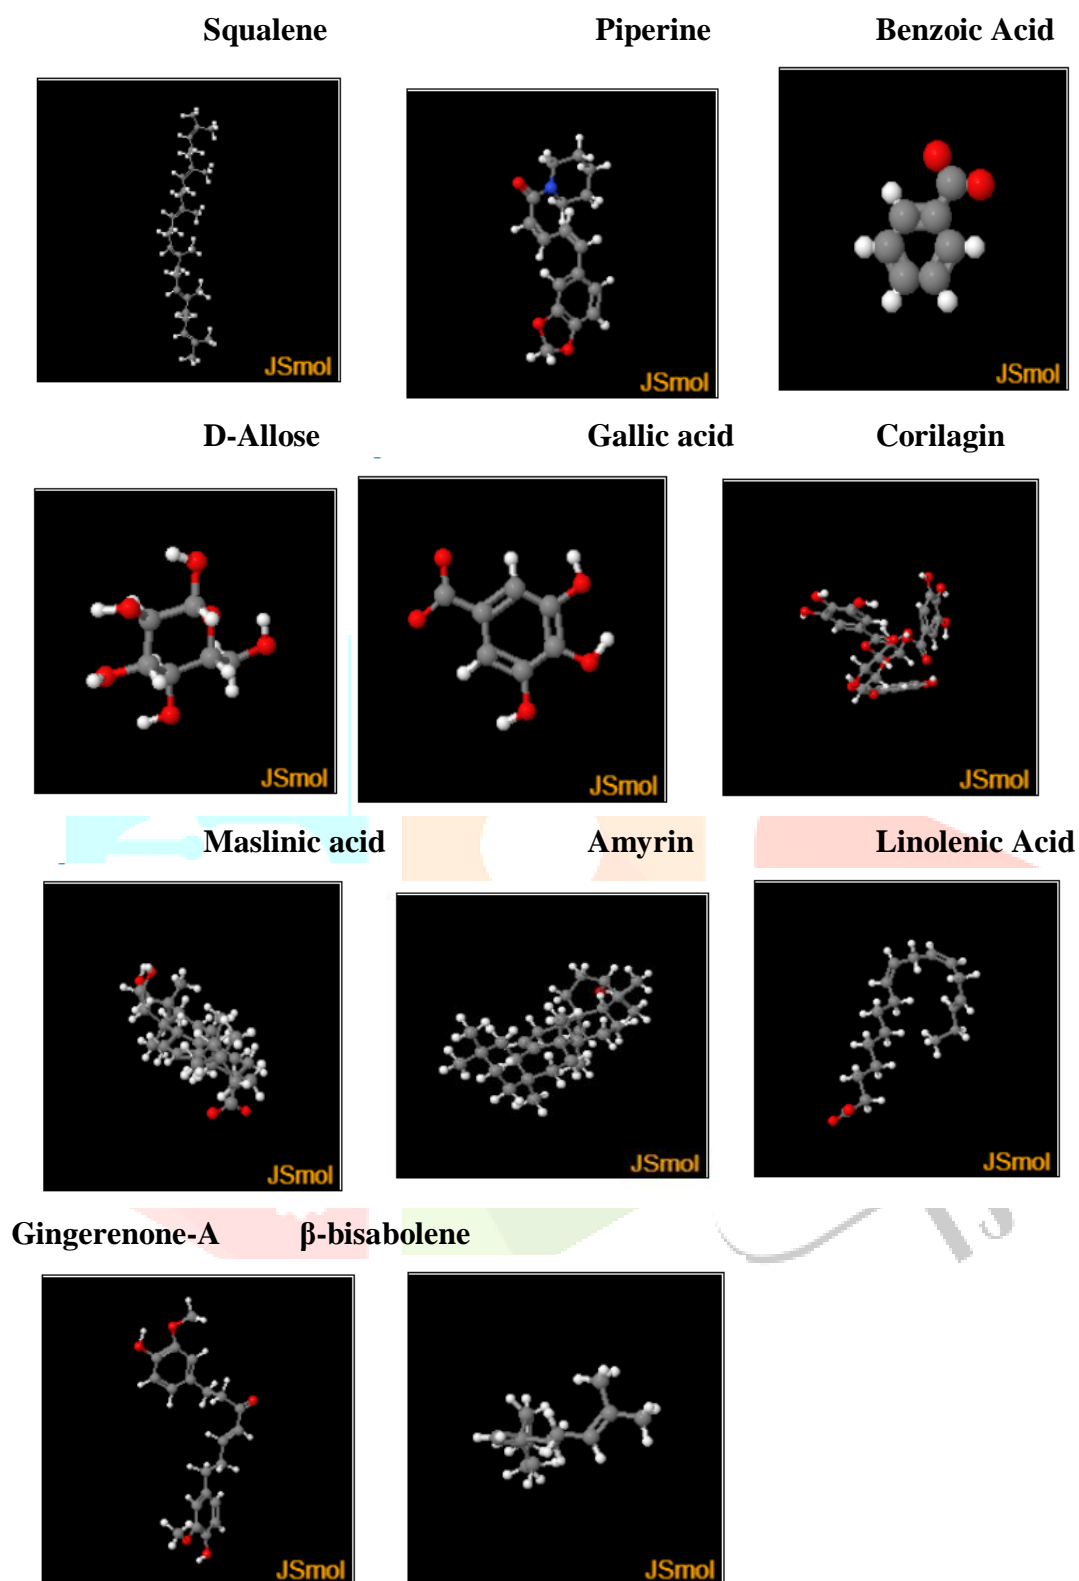 Squalene Piperine Benzoic Acid
JSmol JSmol JSmol
D-Allose Gallic acid Corilagin
JSmol JSmol JSmol
Maslinic acid Amyrin Linolenic Acid
JSmol JSmol JSmol
Gingerenone-A β-bisabolene
JSmol JSmol